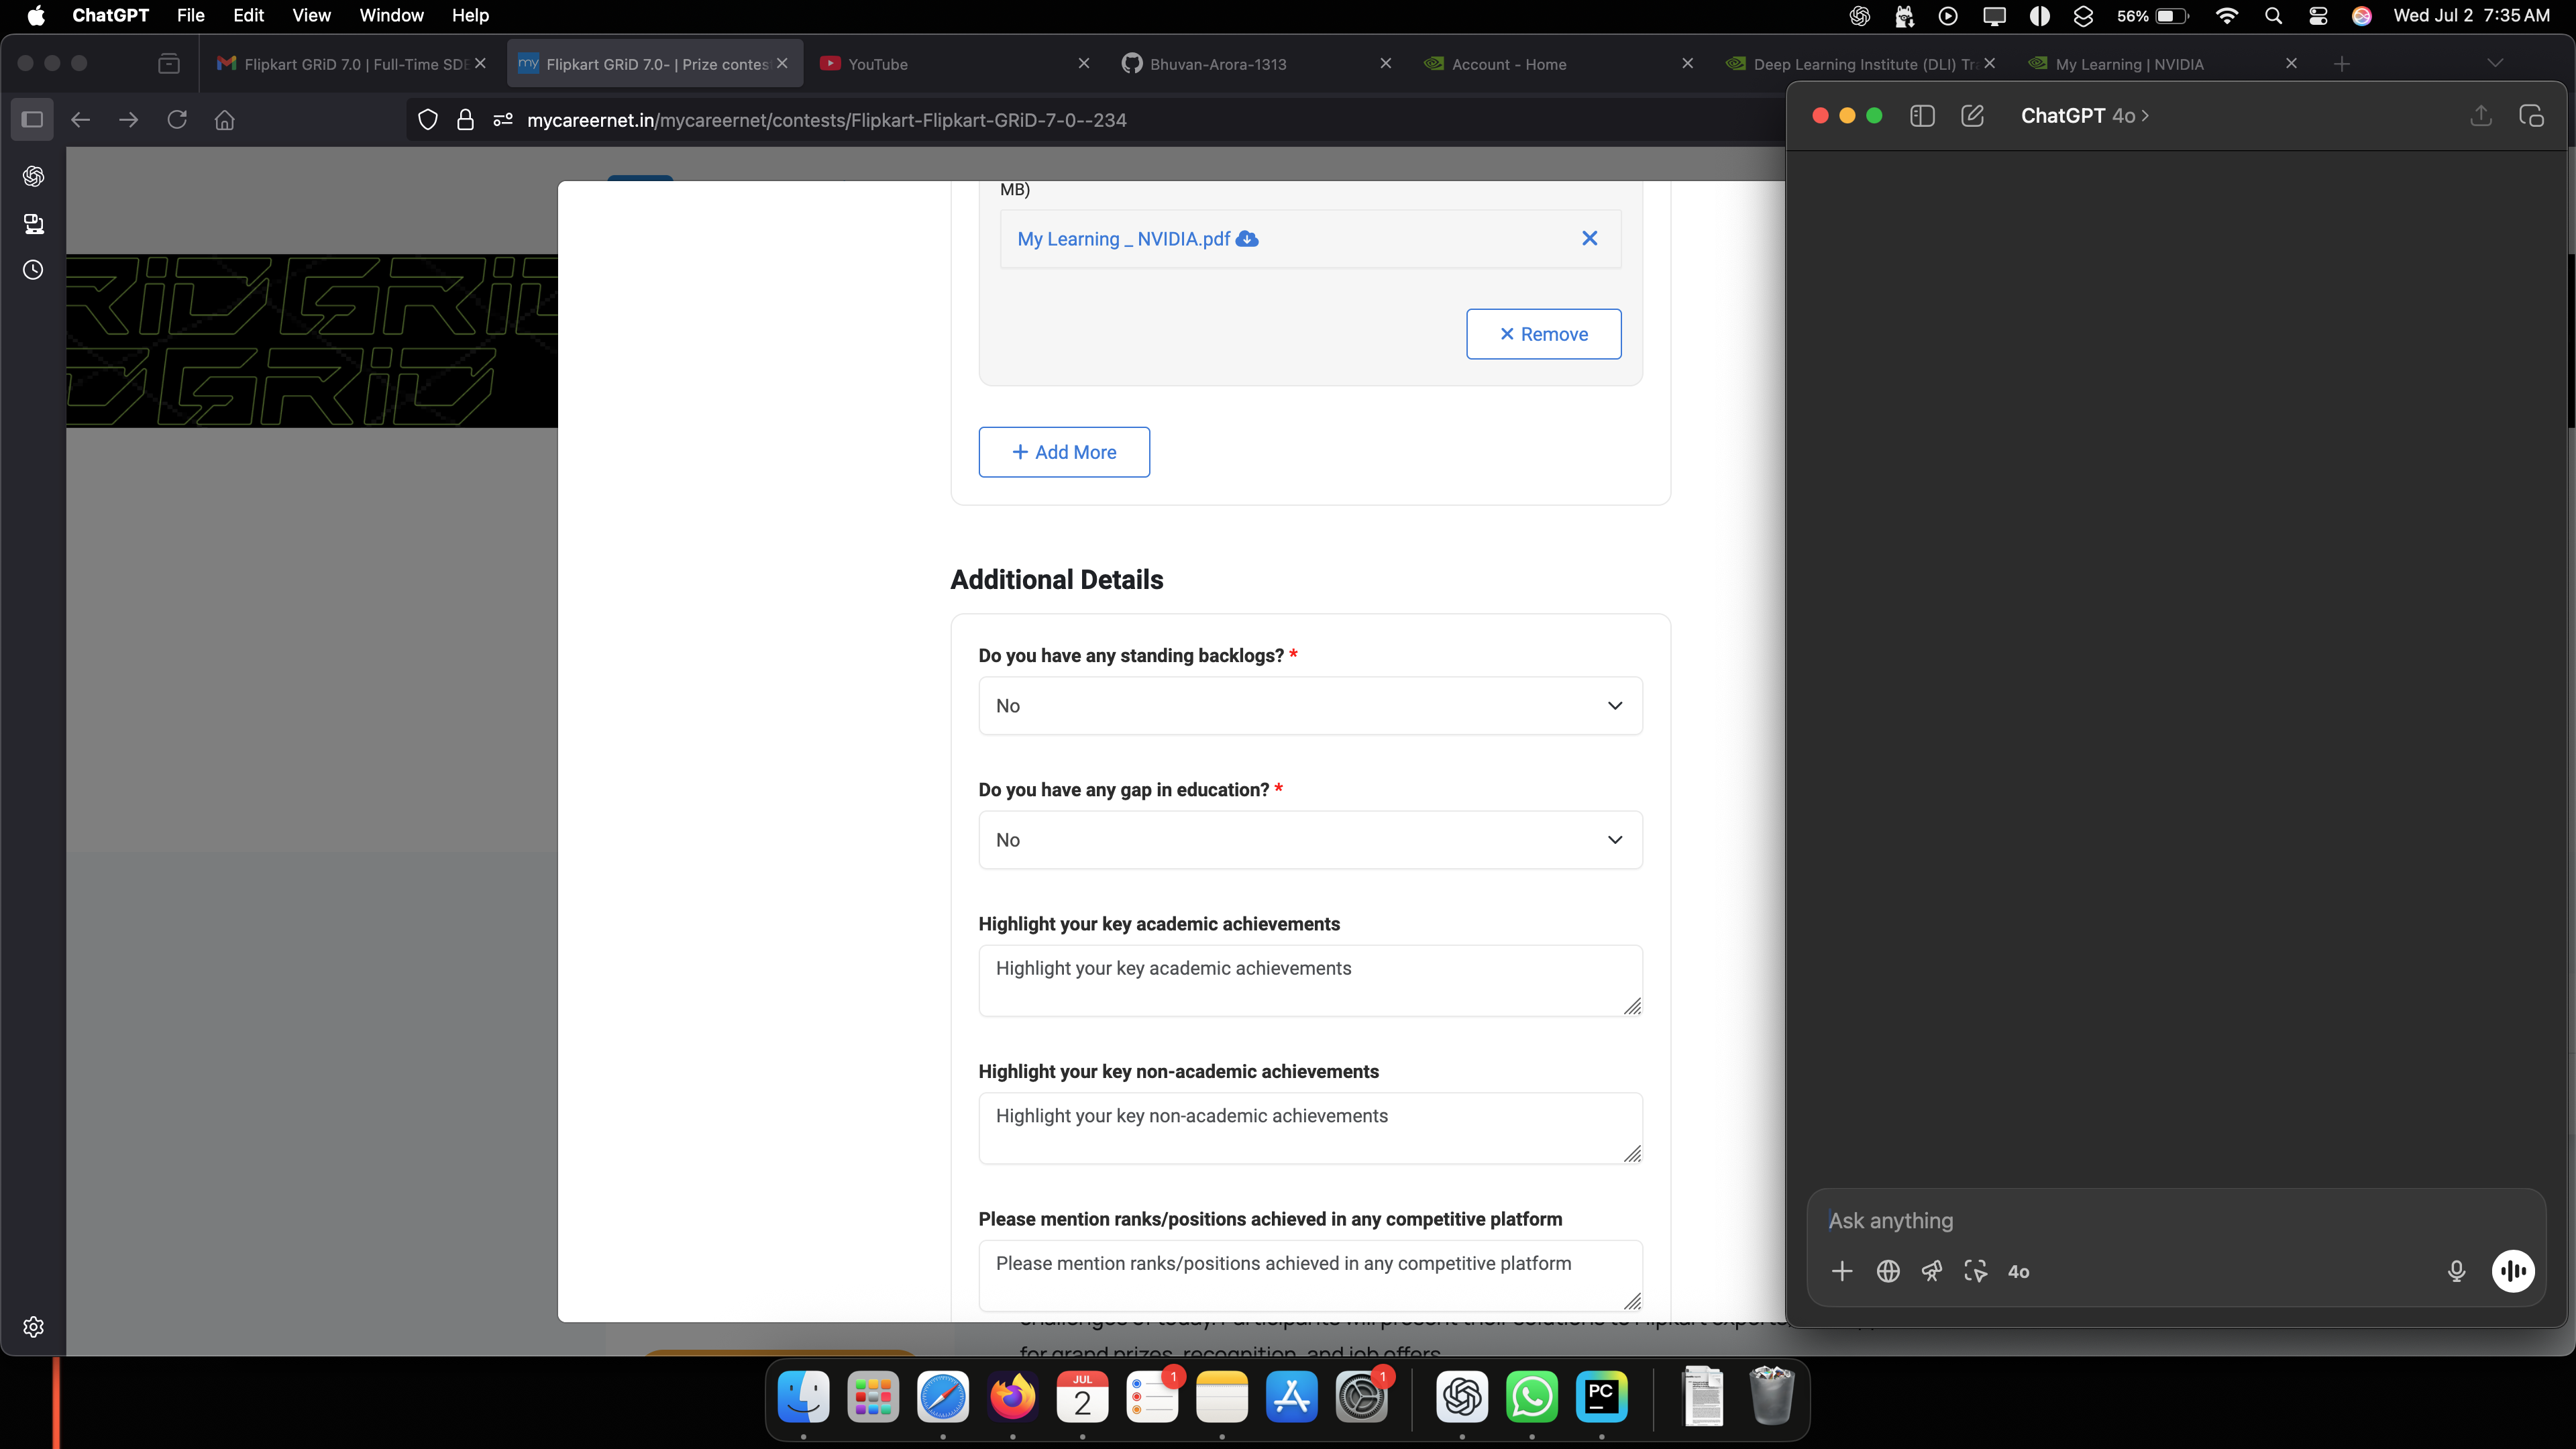 ChatGPT File Edit View Window Help
56% Wed Jul 2 7:35 AM
Flipkart GRiD 7.0 | Full-Time SDE
my Flipkart GRiD 7.0- | Prize contes
YouTube
Bhuvan-Arora-1313
Account - Home
Deep Learning Institute (DLI) Tr
My Learning | NVIDIA
mycareernet.in/mycareernet/contests/Flipkart-Flipkart-GRiD-7-0--234
ChatGPT 4o >
MB)
My Learning _ NVIDIA.pdf
Remove
+ Add More
Additional Details
Do you have any standing backlogs? *
No
Do you have any gap in education? *
No
Highlight your key academic achievements
Highlight your key academic achievements
Highlight your key non-academic achievements
Highlight your key non-academic achievements
Please mention ranks/positions achieved in any competitive platform
Please mention ranks/positions achieved in any competitive platform
for grand prizes, recognition, and job offers
GRiD
GRiD
Ask anything
4o
JUL
2
1
1
PC